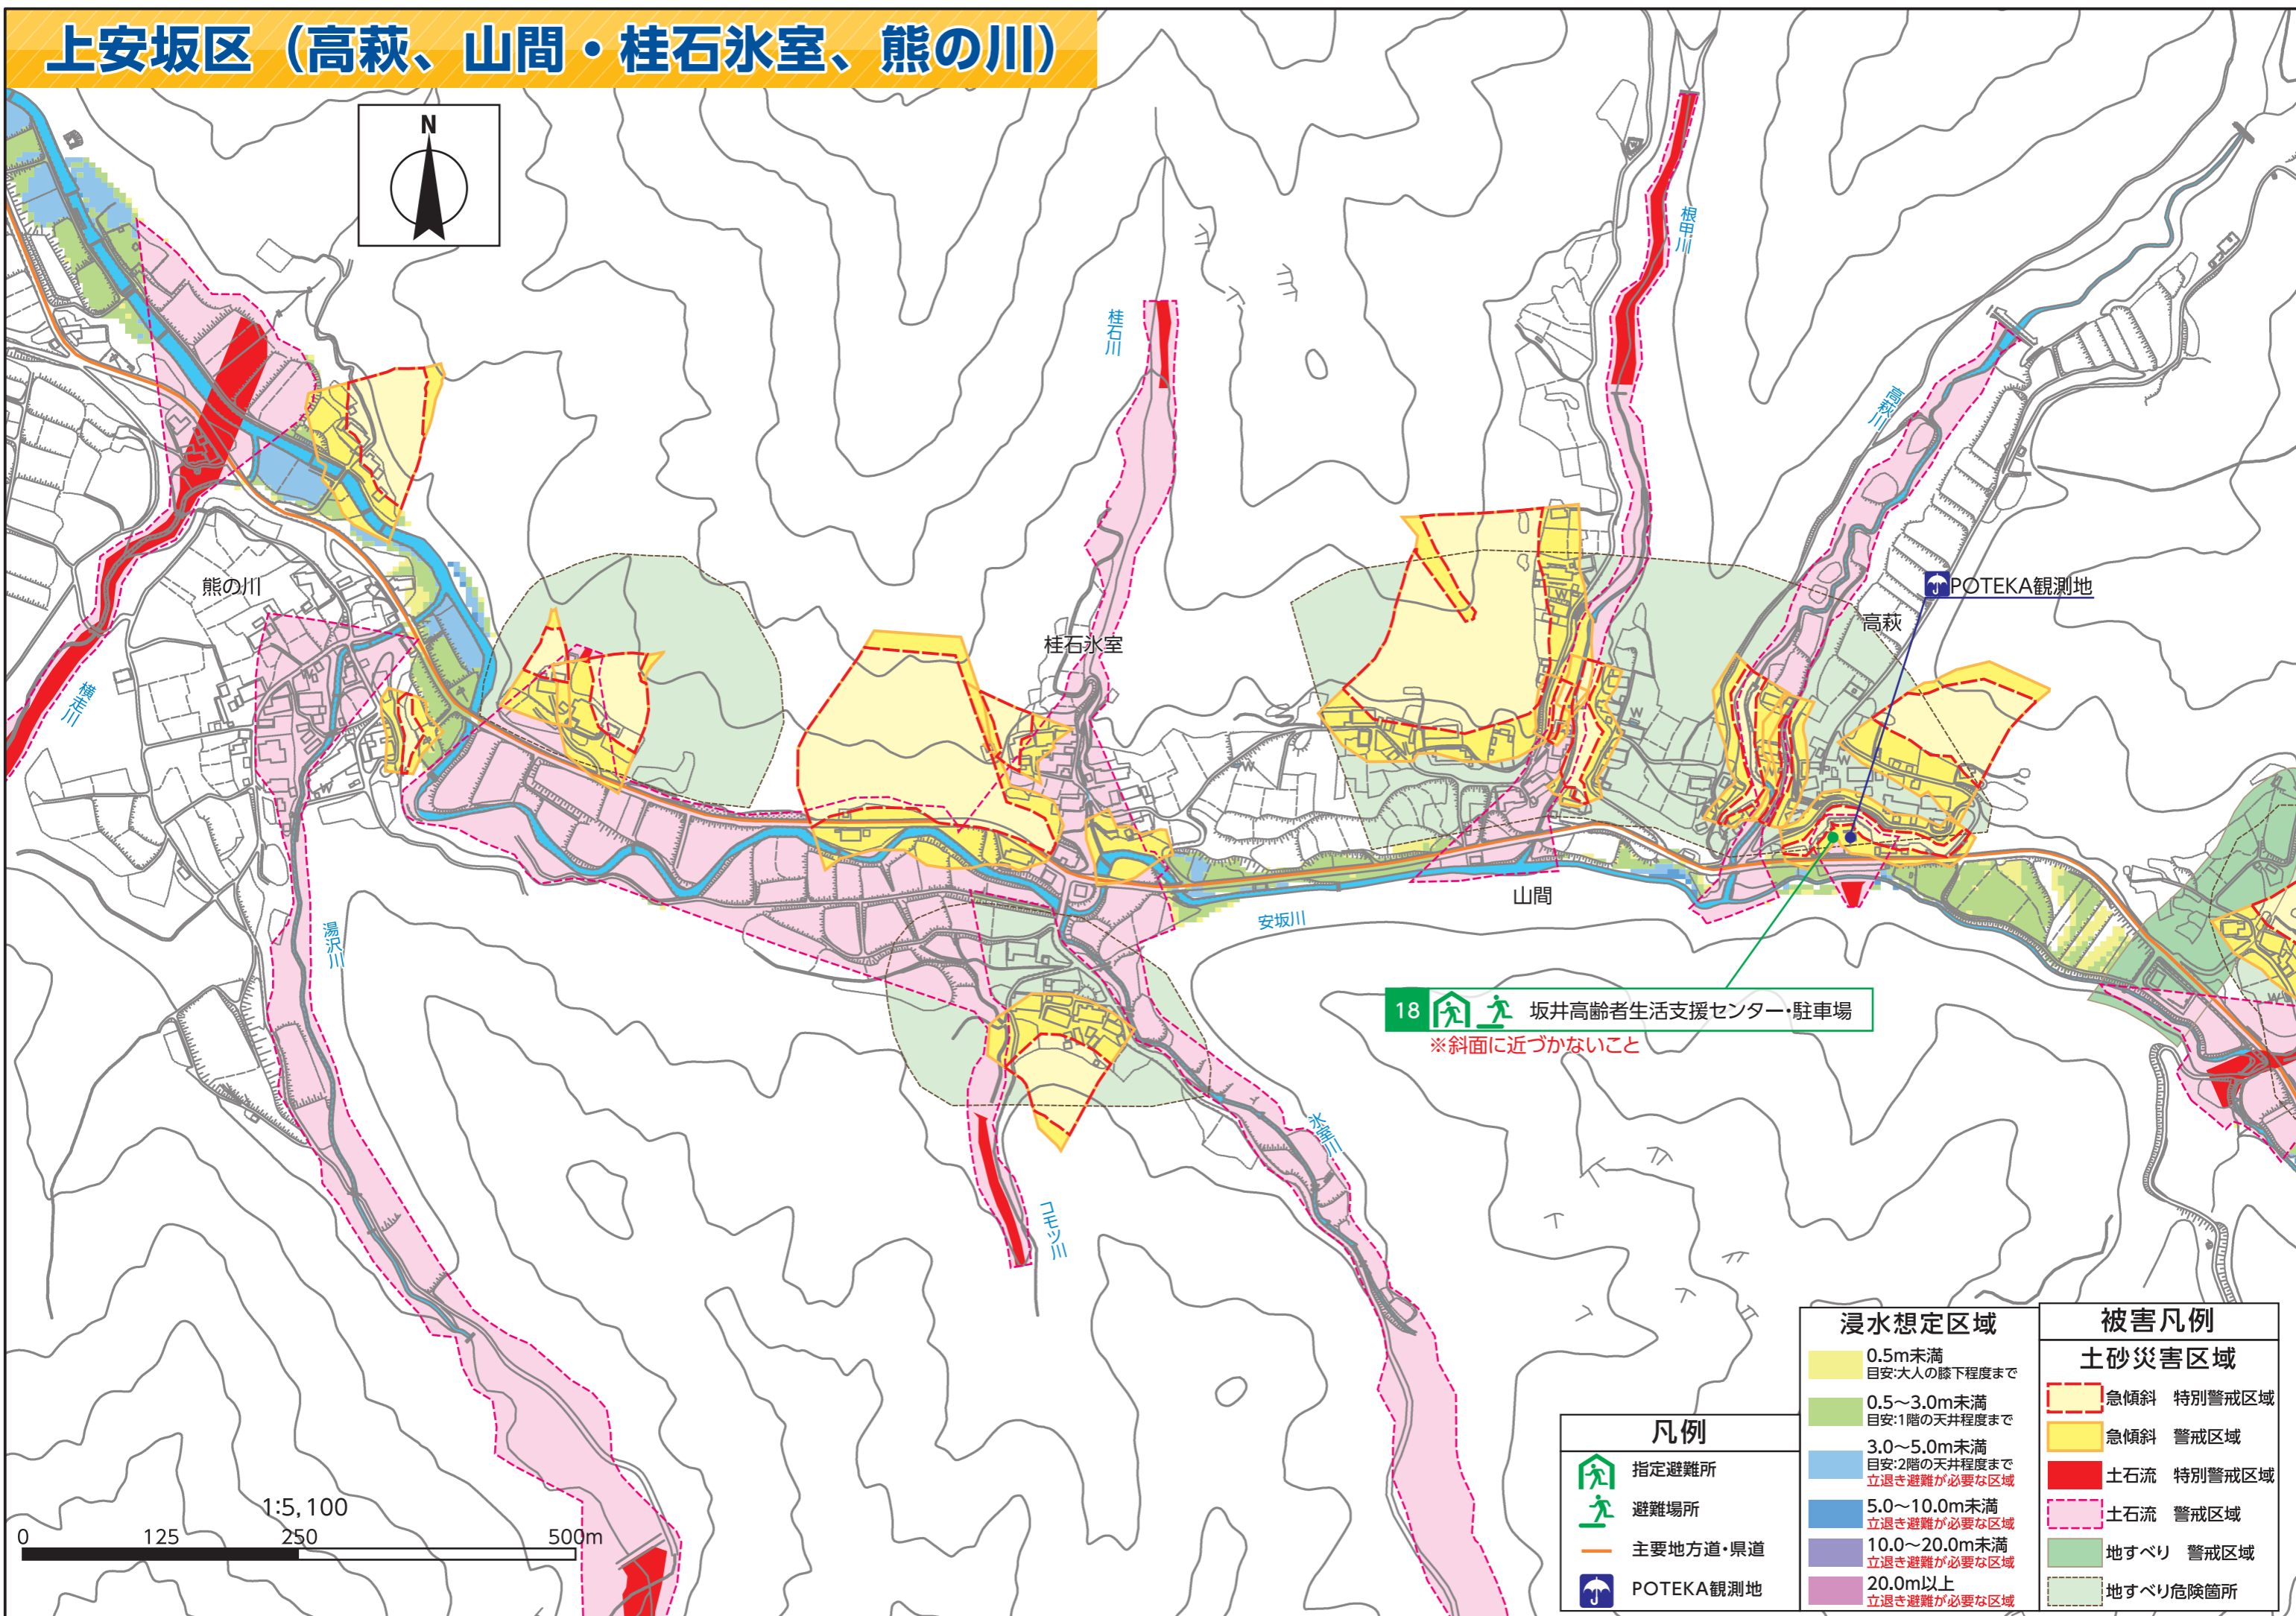 上安坂区（高萩、山間・桂石氷室、熊の川）
N
根甲川
桂石川
高萩川
熊の川
POTEKA観測地
高萩
桂石氷室
横走川
山間
安坂川
湯沢川
18 坂井高齢者生活支援センター・駐車場
※斜面に近づかないこと
氷室川
コモツ川
1:5,100
0 125 250 500m
凡例
指定避難所
避難場所
主要地方道・県道
POTEKA観測地
浸水想定区域
0.5m未満
目安:大人の膝下程度まで
0.5～3.0m未満
目安:1階の天井程度まで
3.0～5.0m未満
目安:2階の天井程度まで
立退き避難が必要な区域
5.0～10.0m未満
立退き避難が必要な区域
10.0～20.0m未満
立退き避難が必要な区域
20.0m以上
立退き避難が必要な区域
被害凡例
土砂災害区域
急傾斜 特別警戒区域
急傾斜 警戒区域
土石流 特別警戒区域
土石流 警戒区域
地すべり 警戒区域
地すべり危険箇所